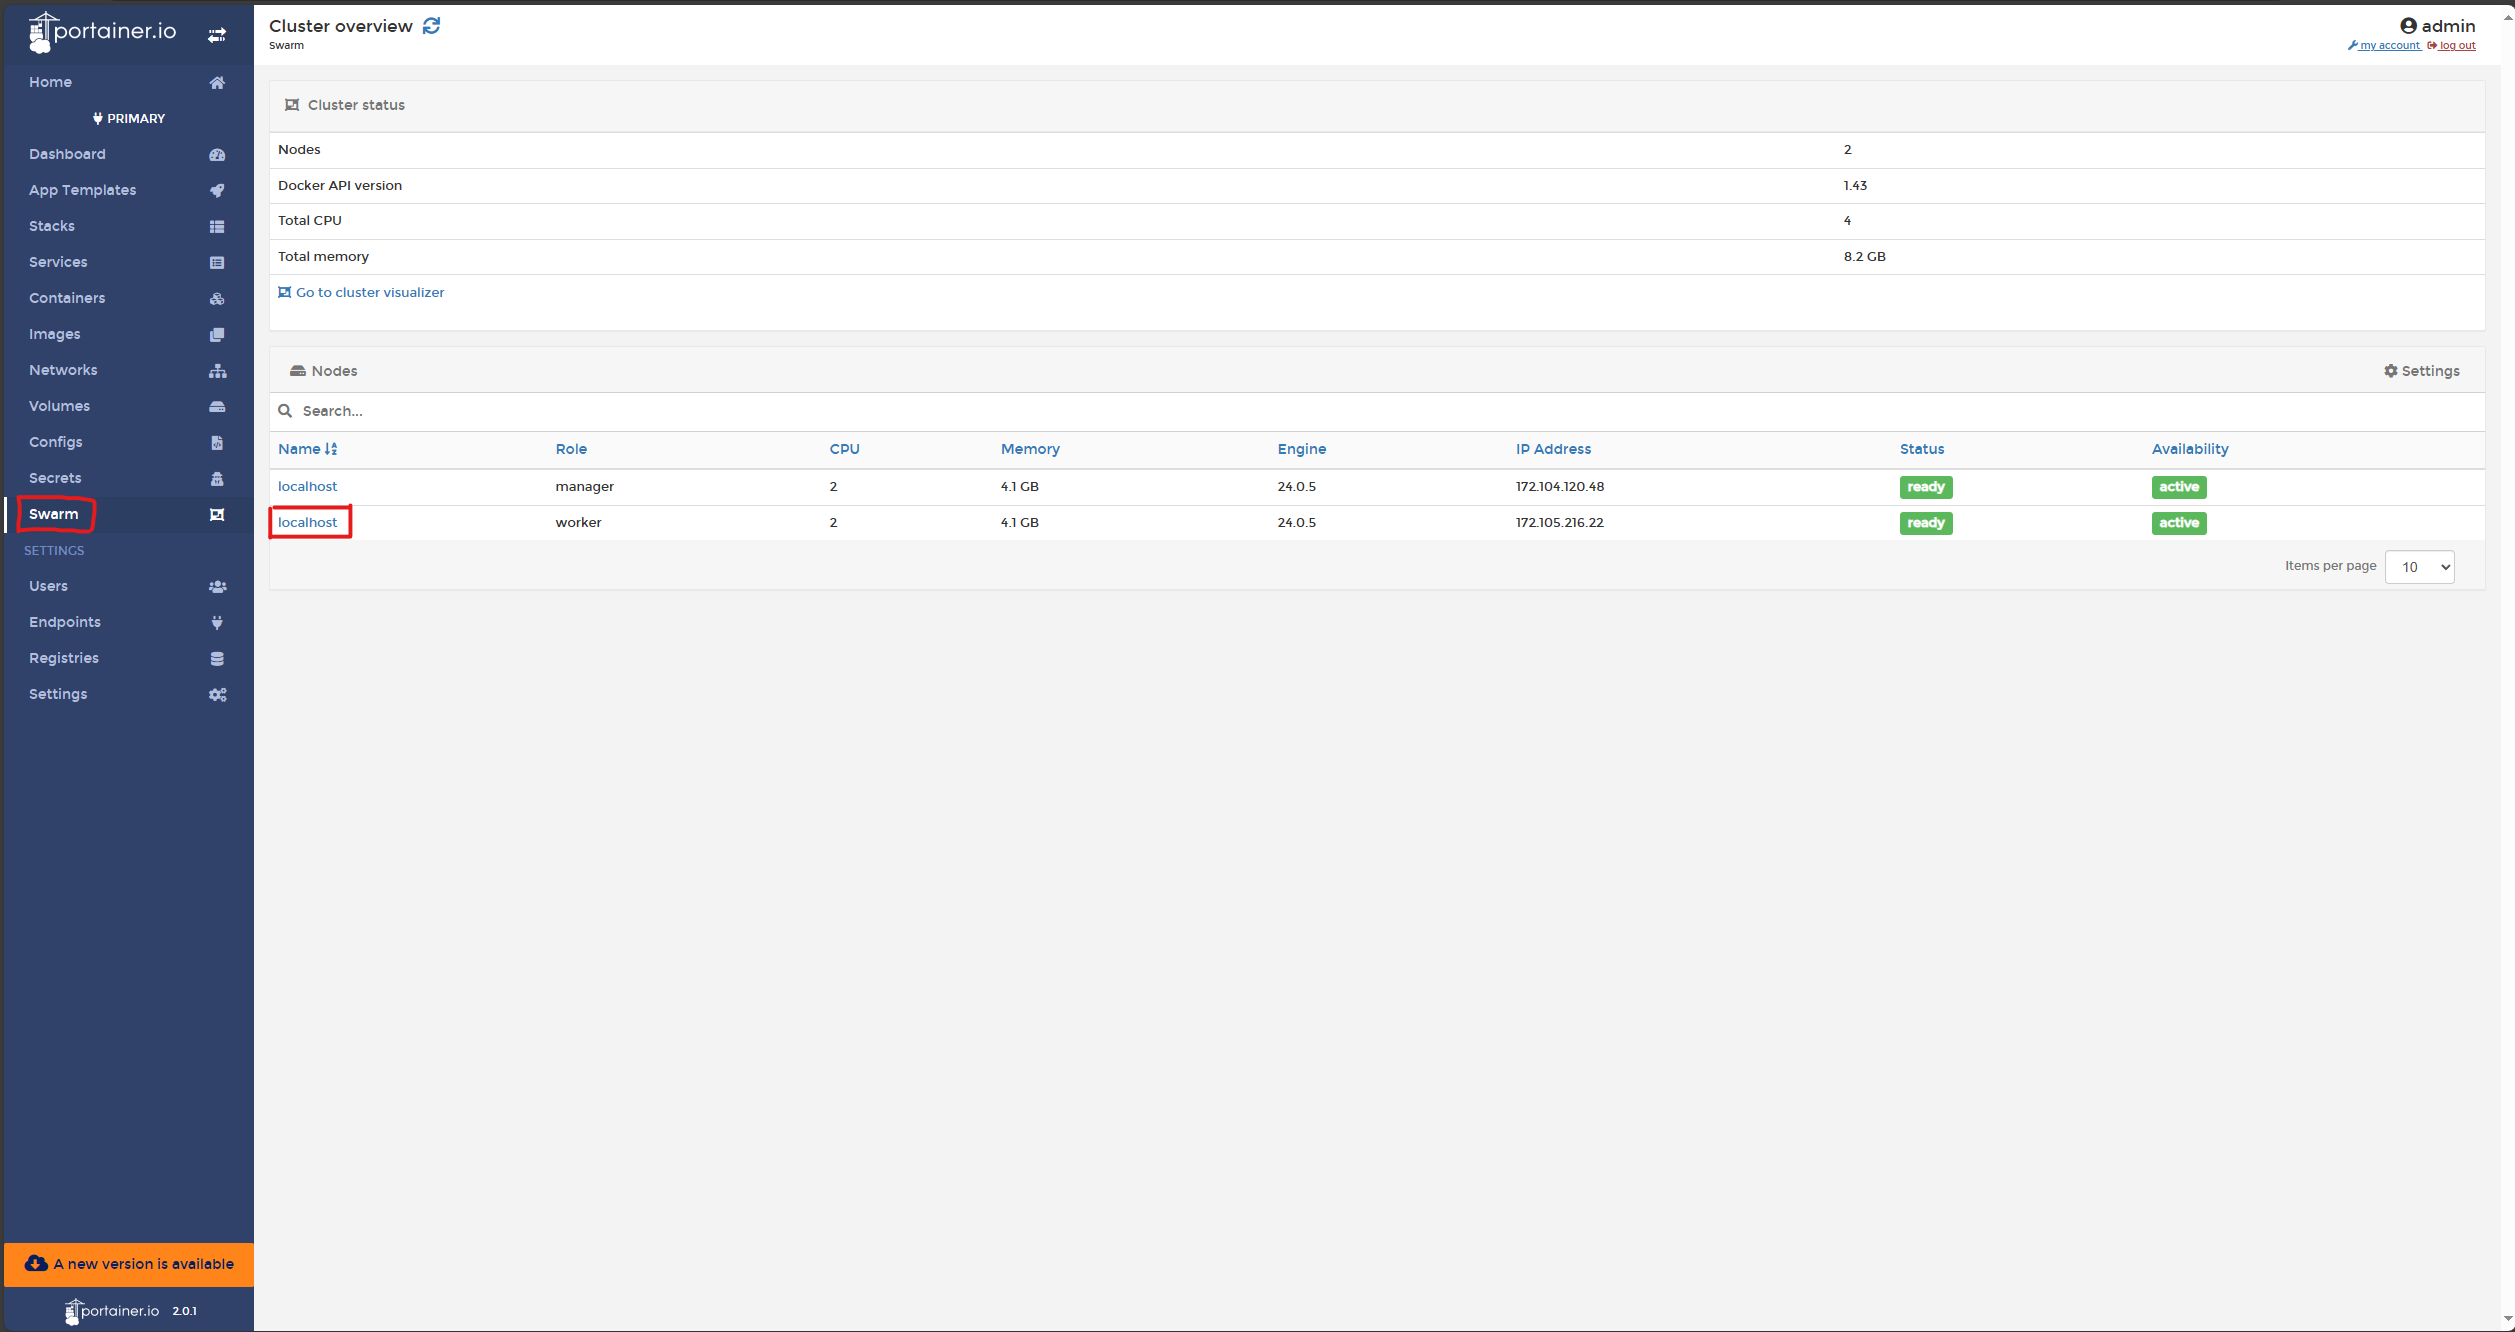 portainer.io
Home
PRIMARY
Dashboard
App Templates
Stacks
Services
Containers
Images
Networks
Volumes
Configs
Secrets
Swarm
SETTINGS
Users
Endpoints
Registries
Settings
A new version is available
portainer.io 2.0.1
Cluster overview
Swarm
admin
my account log out
Cluster status
Nodes 2
Docker API version 1.43
Total CPU 4
Total memory 8.2 GB
Go to cluster visualizer
Nodes Settings
Search...
Name Role CPU Memory Engine IP Address Status Availability
localhost manager 2 4.1 GB 24.0.5 172.104.120.48 ready active
localhost worker 2 4.1 GB 24.0.5 172.105.216.22 ready active
Items per page 10